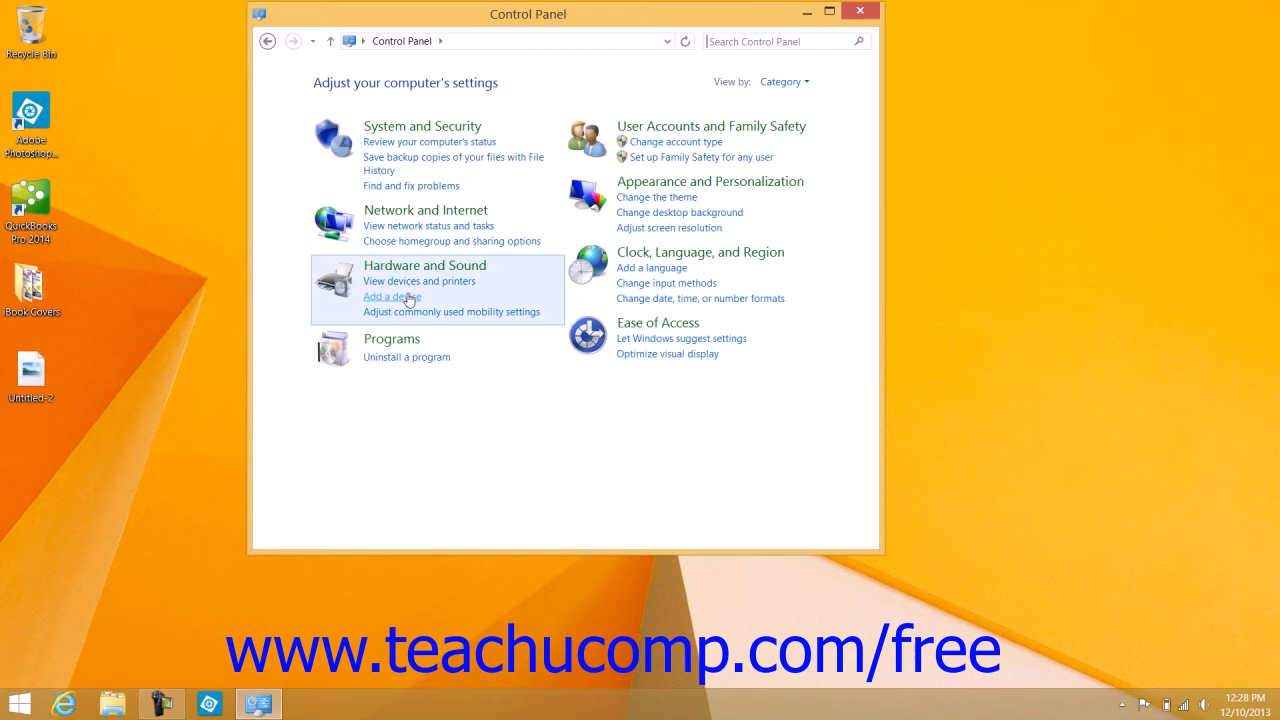 Recycle Bin
Adobe
Photoshop...
QuickBooks
Pro 2014
iBook Covers
Untitled-2
Control Panel
Control Panel
Search Control Panel
Adjust your computer's settings
View by: Category
System and Security
Review your computer's status
Save backup copies of your files with File
History
Find and fix problems
Network and Internet
View network status and tasks
Choose homegroup and sharing options
Hardware and Sound
View devices and printers
Add a device
Adjust commonly used mobility settings
Programs
Uninstall a program
User Accounts and Family Safety
Change account type
Set up Family Safety for any user
Appearance and Personalization
Change the theme
Change desktop background
Adjust screen resolution
Clock, Language, and Region
Add a language
Change input methods
Change date, time, or number formats
Ease of Access
Let Windows suggest settings
Optimize visual display
www.teachucomp.com/free
12:28 PM
12/10/2013